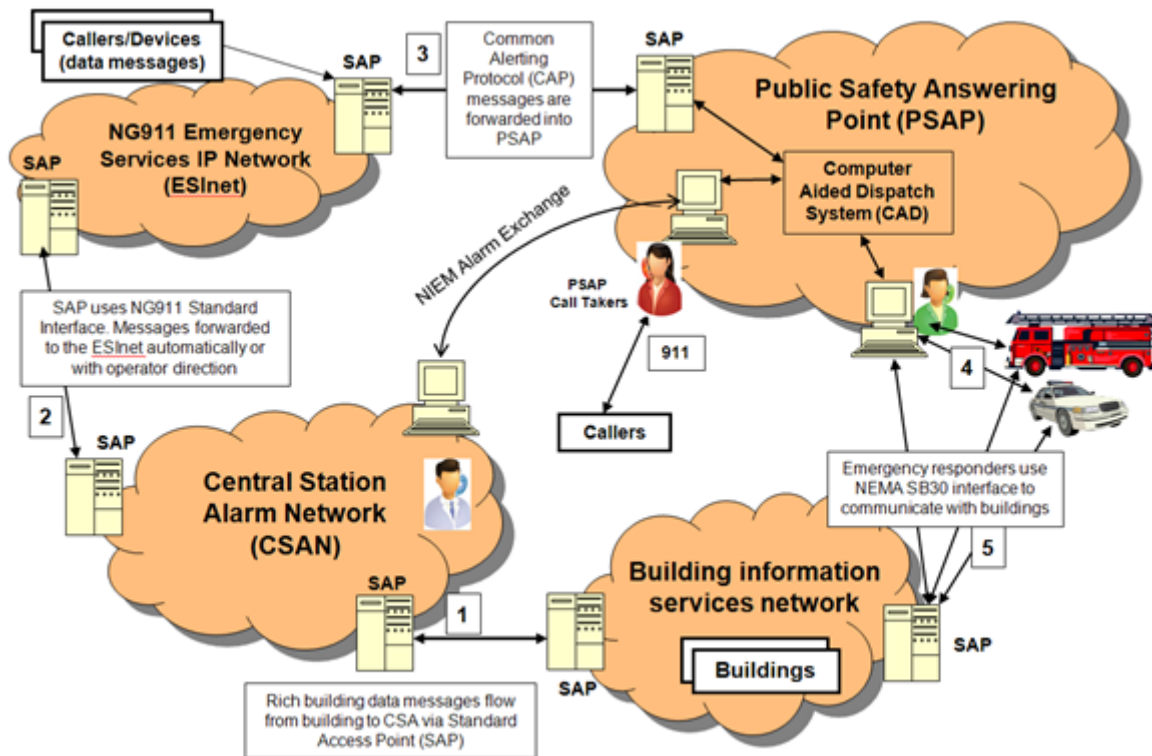 Callers/Devices
(data messages)
SAP
3
Common
Alerting
Protocol (CAP)
messages are
forwarded into
PSAP
SAP
Public Safety Answering
Point (PSAP)
NG911 Emergency
Services IP Network
(ESInet)
SAP
Computer
Aided Dispatch
System (CAD)
NIEM Alarm Exchange
PSAP
Call Takers
SAP uses NG911 Standard
Interface. Messages forwarded
to the ESInet automatically or
with operator direction
911
4
2
SAP
Callers
Central Station
Alarm Network
(CSAN)
Emergency responders use
NEMA SB30 interface to
communicate with buildings
5
SAP
1
Building information
services network
SAP
SAP
Buildings
Rich building data messages flow
from building to CSA via Standard
Access Point (SAP)